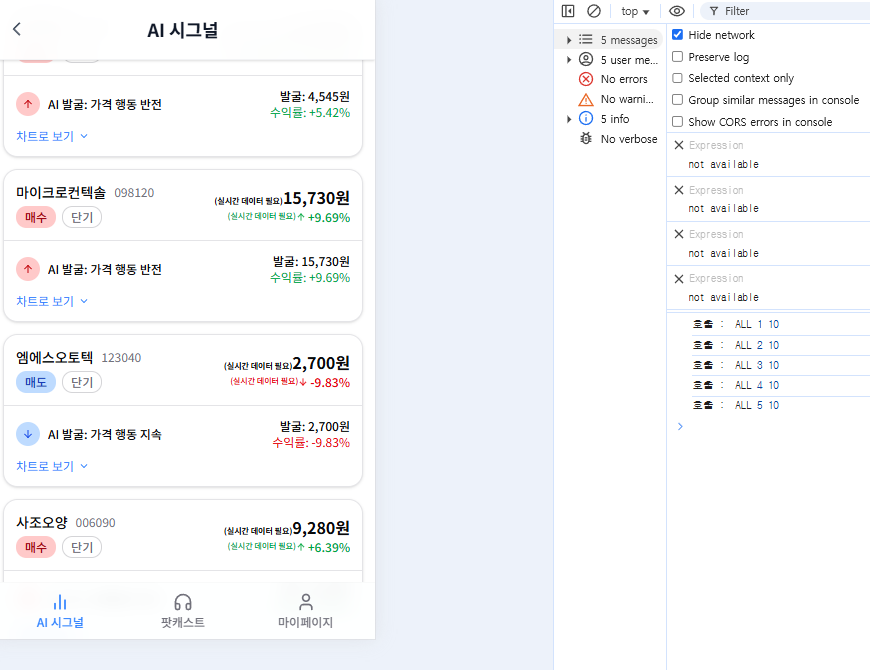 AI 시그널
AI 발굴: 가격 행동 반전
발굴: 4,545원
수익률: +5.42%
차트로 보기
마이크로컨텍솔 098120
(실시간 데이터 필요)15,730원
매수 단기
(실시간 데이터 필요)↑ +9.69%
AI 발굴: 가격 행동 반전
발굴: 15,730원
수익률: +9.69%
차트로 보기
엠에스오토텍 123040
(실시간 데이터 필요)2,700원
매도 단기
(실시간 데이터 필요)↓ -9.83%
AI 발굴: 가격 행동 지속
발굴: 2,700원
수익률: -9.83%
차트로 보기
사조오양 006090
(실시간 데이터 필요)9,280원
매수 단기
(실시간 데이터 필요)↑ +6.39%
AI 시그널
팟캐스트
마이페이지
top
Filter
5 messages
5 user me...
No errors
No warni...
5 info
No verbose
Hide network
Preserve log
Selected context only
Group similar messages in console
Show CORS errors in console
Expression
not available
Expression
not available
Expression
not available
Expression
not available
호출 : ALL 1 10
호출 : ALL 2 10
호출 : ALL 3 10
호출 : ALL 4 10
호출 : ALL 5 10